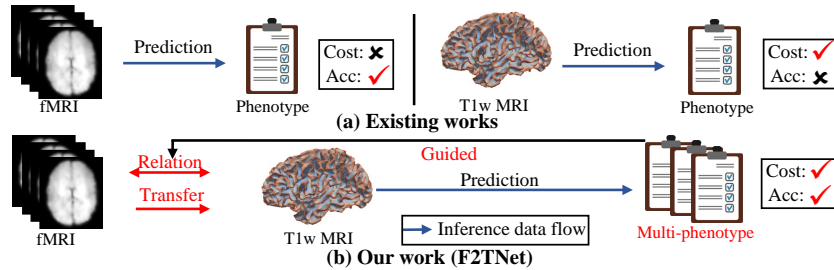 Prediction
Cost: ✘
Acc: ✓
fMRI
Phenotype
Prediction
Cost: ✓
Acc: ✘
T1w MRI
Phenotype
(a) Existing works
Relation
Transfer
Guided
Prediction
Cost: ✓
Acc: ✓
fMRI
T1w MRI
Inference data flow
Multi-phenotype
(b) Our work (F2TNet)